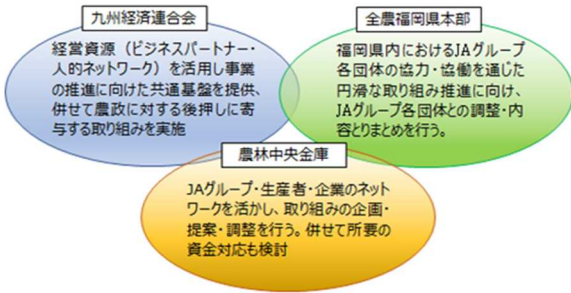 九州経済連合会
経営資源（ビジネスパートナー・
人的ネットワーク）を活用し事業
の推進に向けた共通基盤を提供、
併せて農政に対する後押しに寄
与する取り組みを実施
全農福岡県本部
福岡県内におけるJAグループ
各団体の協力・協働を通じた
円滑な取り組み推進に向け、
JAグループ各団体との調整・内
容とりまとめを行う。
農林中央金庫
JAグループ・生産者・企業のネット
ワークを活かし、取り組みの企画・
提案・調整を行う。併せて所要の
資金対応も検討